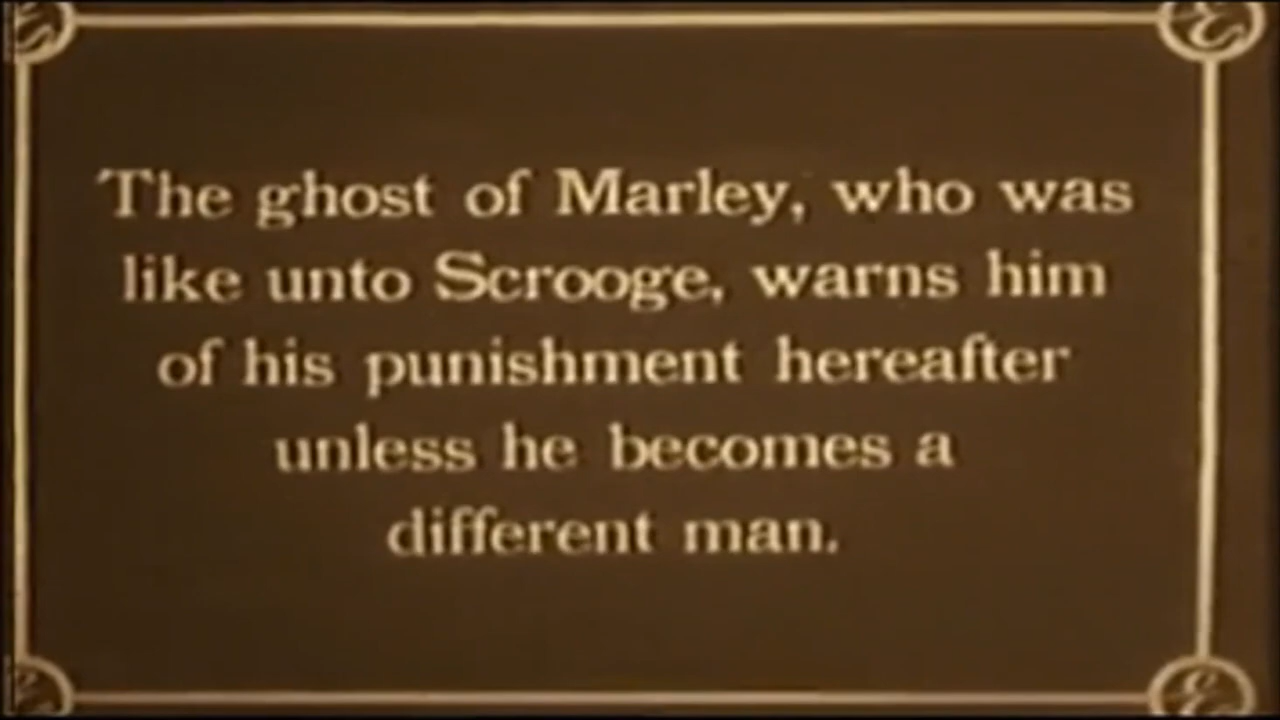 The ghost of Marley, who was
like unto Scrooge, warns him
of his punishment hereafter
unless he becomes a
different man.